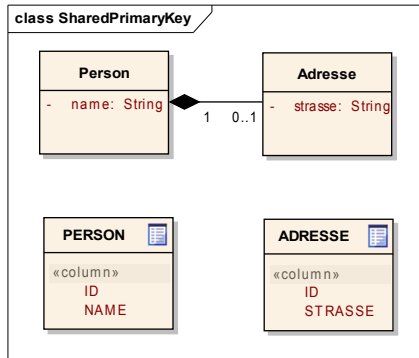 class SharedPrimaryKey
Person
- name: String
Adresse
- strasse: String
1 0..1
PERSON
«column»
ID
NAME
ADRESSE
«column»
ID
STRASSE